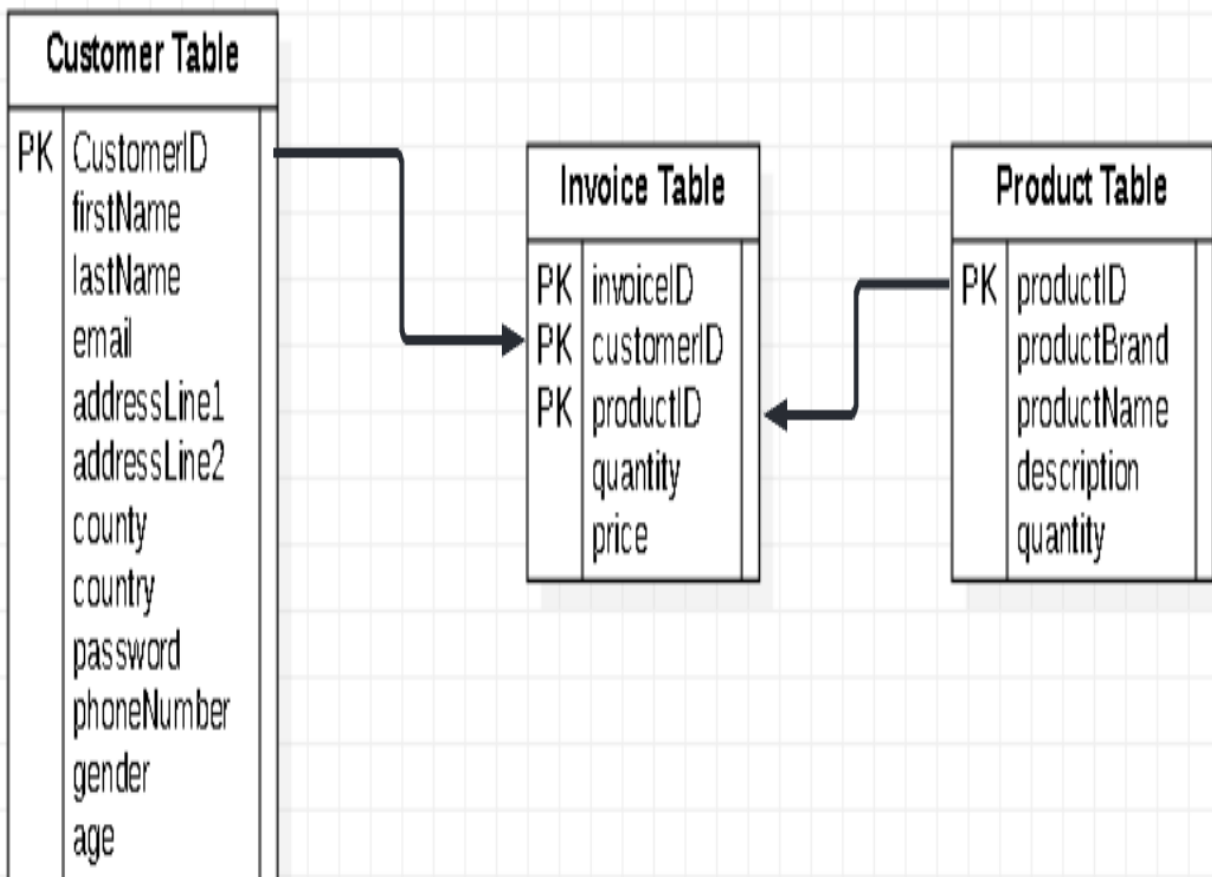 Customer Table
PK CustomerID
firstName
lastName
email
addressLine1
addressLine2
county
country
password
phoneNumber
gender
age
Invoice Table
PK invoiceID
PK customerID
PK productID
quantity
price
Product Table
PK productID
productBrand
productName
description
quantity